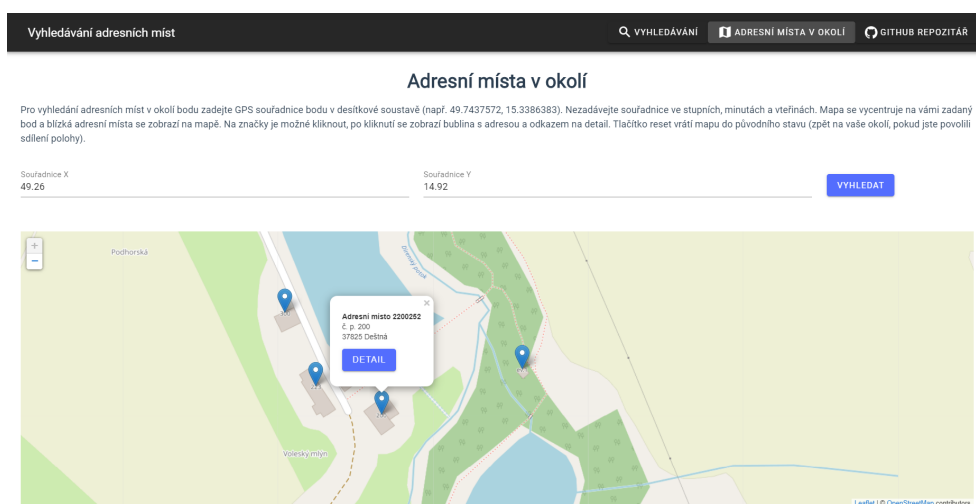 Vyhledávání adresních míst
VYHLEDÁVÁNÍ
ADRESNÍ MÍSTA V OKOLÍ
GITHUB REPOZITÁŘ
Adresní místa v okolí
Pro vyhledání adresních míst v okolí bodu zadejte GPS souřadnice bodu v desítkové soustavě (např. 49.7437572, 15.3386383). Nezadávejte souřadnice ve stupních, minutách a vteřinách. Mapa se vycentruje na vámi zadaný
bod a blízká adresní místa se zobrazí na mapě. Na značky je možné kliknout, po kliknutí se zobrazí bublina s adresou a odkazem na detail. Tlačítko reset vrátí mapu do původního stavu (zpět na vaše okolí, pokud jste povolili
sdílení polohy).
Souřadnice X
49.26
Souřadnice Y
14.92
VYHLEDAT
+
−
Podhorská
Adresní místo 2200252
č. p. 200
37825 Deštná
DETAIL
×
Volesky mlýn
Leaflet | © OpenStreetMap contributors